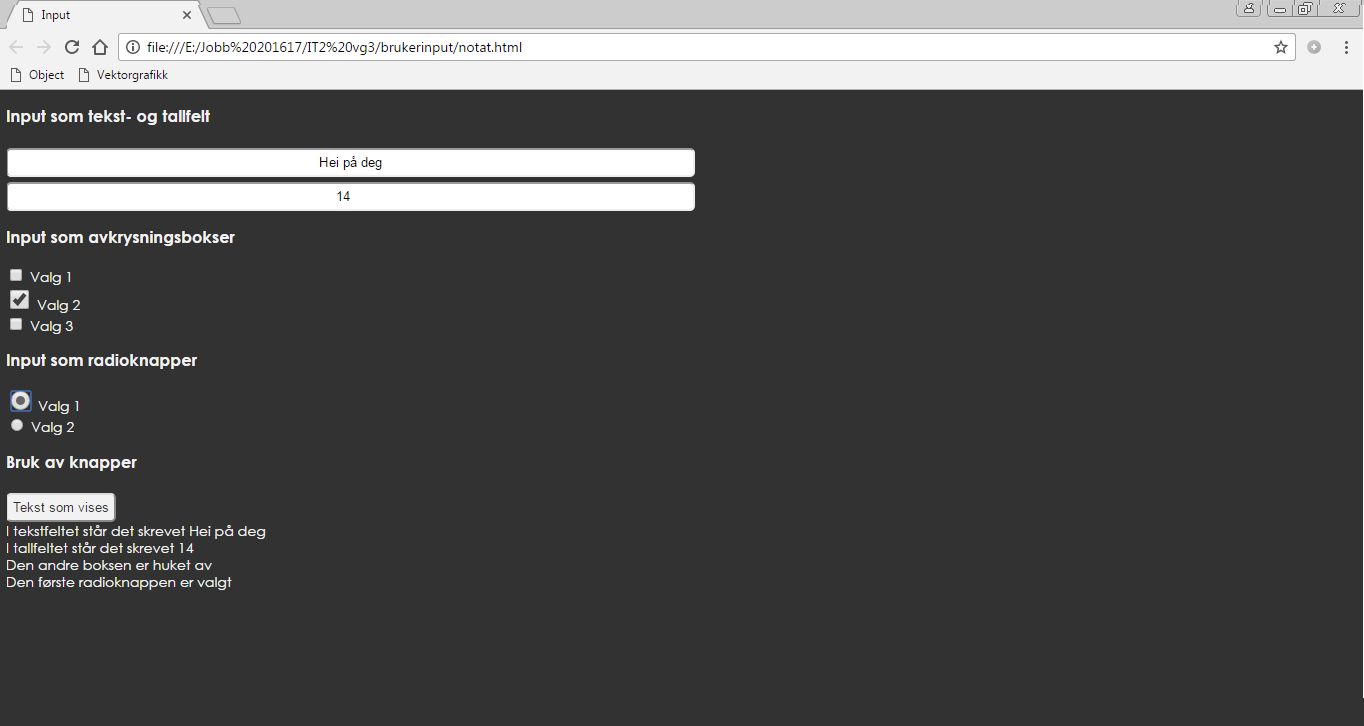 Input
file:///E:/Jobb%20201617/IT2%20vg3/brukerinput/notat.html
Object Vektorgrafikk
Input som tekst- og tallfelt
Hei på deg
14
Input som avkrysningsbokser
Valg 1
Valg 2
Valg 3
Input som radioknapper
Valg 1
Valg 2
Bruk av knapper
Tekst som vises
I tekstfeltet står det skrevet Hei på deg
I tallfeltet står det skrevet 14
Den andre boksen er huket av
Den første radioknappen er valgt